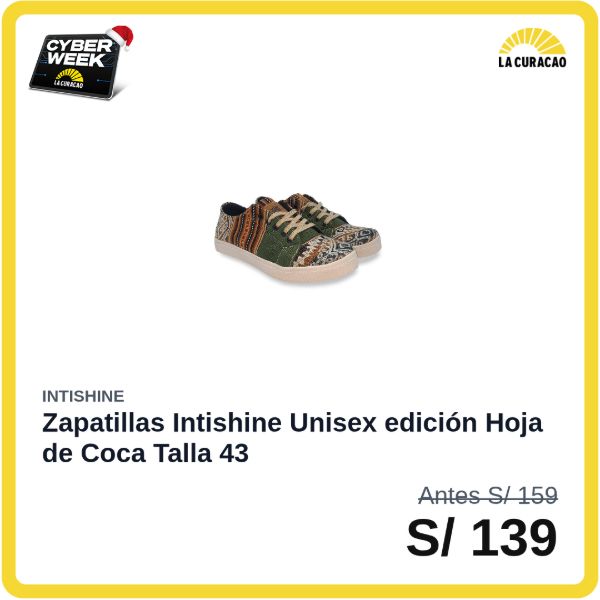 CYBER
WEEK
LA CURACAO
LA CURACAO
INTISHINE
Zapatillas Intishine Unisex edición Hoja
de Coca Talla 43
Antes S/ 159
S/ 139